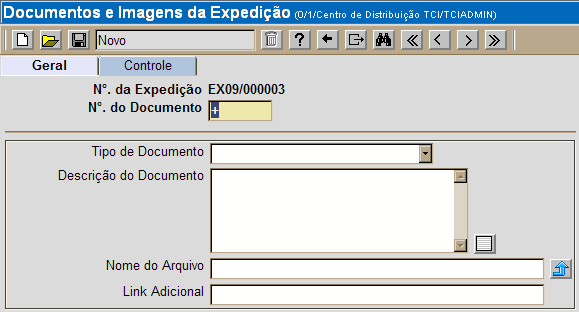 Documentos e Imagens da Expedição (0/1/Centro de Distribuição TCI/TCIADMIN)
Novo
Geral Controle
N°. da Expedição EX09/000003
N°. do Documento +
Tipo de Documento
Descrição do Documento
Nome do Arquivo
Link Adicional